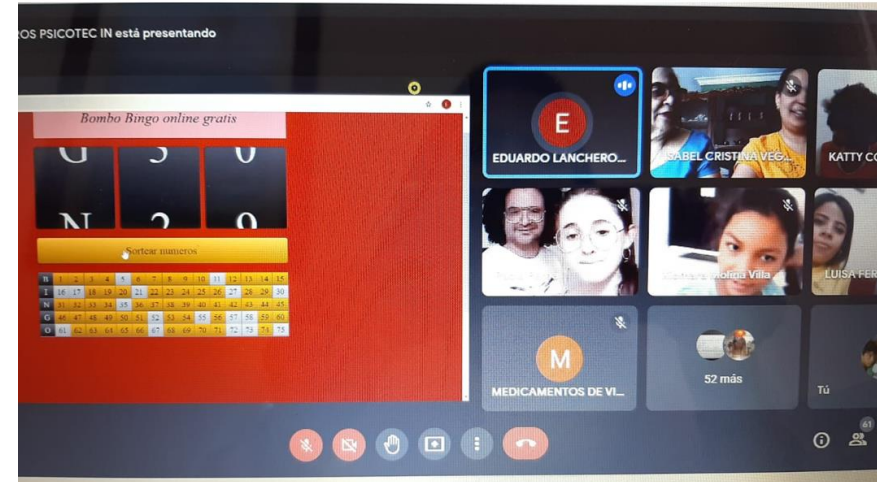 OS PSICOTEC IN está presentando
Bombo Bingo online gratis
Sortear numeros
B 1 2 3 4 5 6 7 8 9 10 11 12 13 14 15
I 16 17 18 19 20 21 22 23 24 25 26 27 28 29 30
N 31 32 33 34 35 36 37 38 39 40 41 42 43 44 45
G 46 47 48 49 50 51 52 53 54 55 56 57 58 59 60
O 61 62 63 64 65 66 67 68 69 70 71 72 73 74 75
E
EDUARDO LANCHERO...
ISABEL CRISTINA VEG...
KATTY CO
Molina Villa
LUISA FER
M
MEDICAMENTOS DE VI...
52 más
Tú
61